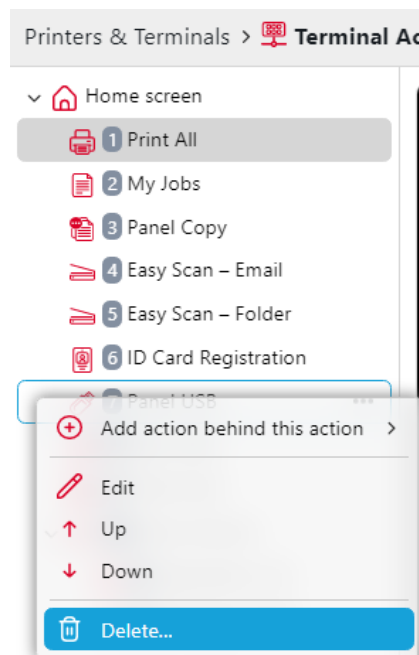 Printers & Terminals > Terminal Ac
Home screen
1 Print All
2 My Jobs
3 Panel Copy
4 Easy Scan – Email
5 Easy Scan – Folder
6 ID Card Registration
7 Panel USB
Add action behind this action
Edit
Up
Down
Delete...